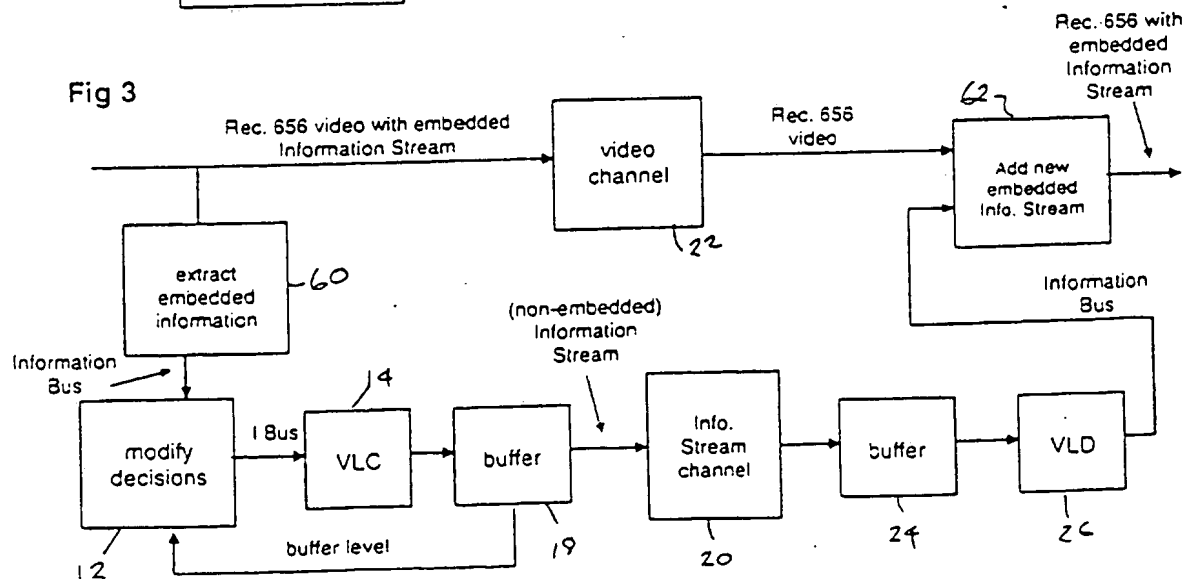 Rec. 656 with
embedded
Information
Stream
Fig 3
Rec. 656 video with embedded
Information Stream
video
channel
22
Rec. 656
video
62
Add new
embedded
Info. Stream
extract
embedded
information
60
Information
Bus
(non-embedded)
Information
Stream
Information
Bus
modify
decisions
12
I Bus
14
VLC
buffer
18
Info.
Stream
channel
20
buffer
24
VLD
26
buffer level